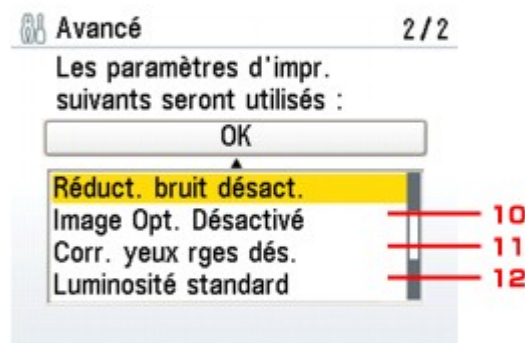 Avancé 2/2
Les paramètres d'impr.
suivants seront utilisés :
OK
Réduct. bruit désact.
Image Opt. Désactivé 10
Corr. yeux rges dés. 11
Luminosité standard 12